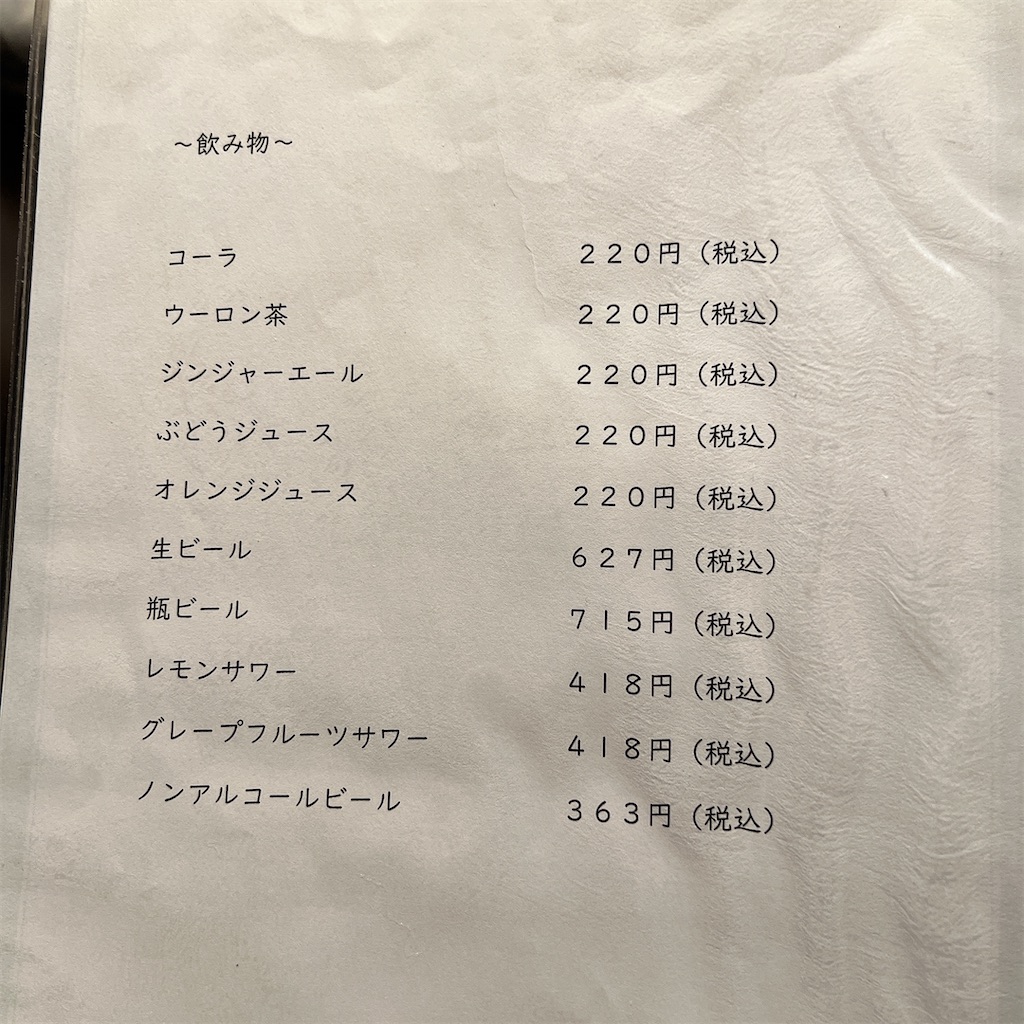 ～飲み物～
コーラ ２２０円（税込）
ウーロン茶 ２２０円（税込）
ジンジャーエール ２２０円（税込）
ぶどうジュース ２２０円（税込）
オレンジジュース ２２０円（税込）
生ビール ６２７円（税込）
瓶ビール ７１５円（税込）
レモンサワー ４１８円（税込）
グレープフルーツサワー ４１８円（税込）
ノンアルコールビール ３６３円（税込）